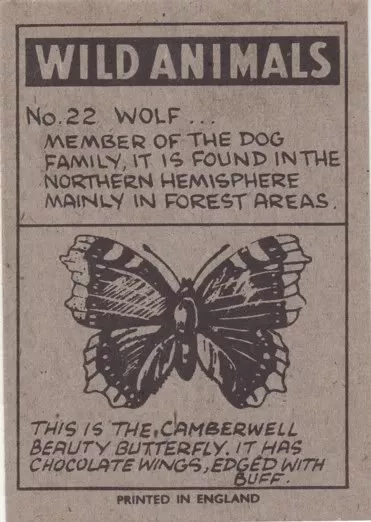 WILD ANIMALS
No. 22 WOLF...
MEMBER OF THE DOG
FAMILY, IT IS FOUND IN THE
NORTHERN HEMISPHERE
MAINLY IN FOREST AREAS.
THIS IS THE, CAMBERWELL
BEAUTY BUTTERFLY. IT HAS
CHOCOLATE WINGS, EDGED WITH
BUFF.
PRINTED IN ENGLAND